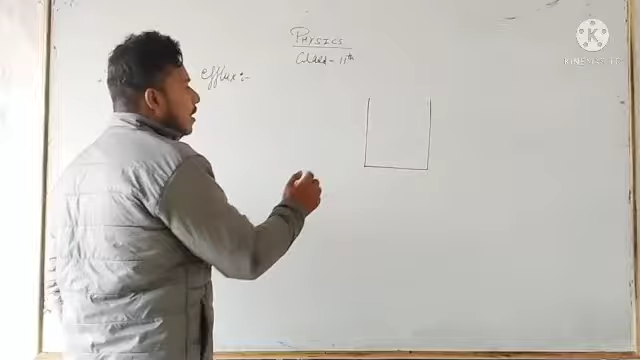 PHYSICS
Class - 11th
efflux :-
KINEMASTER